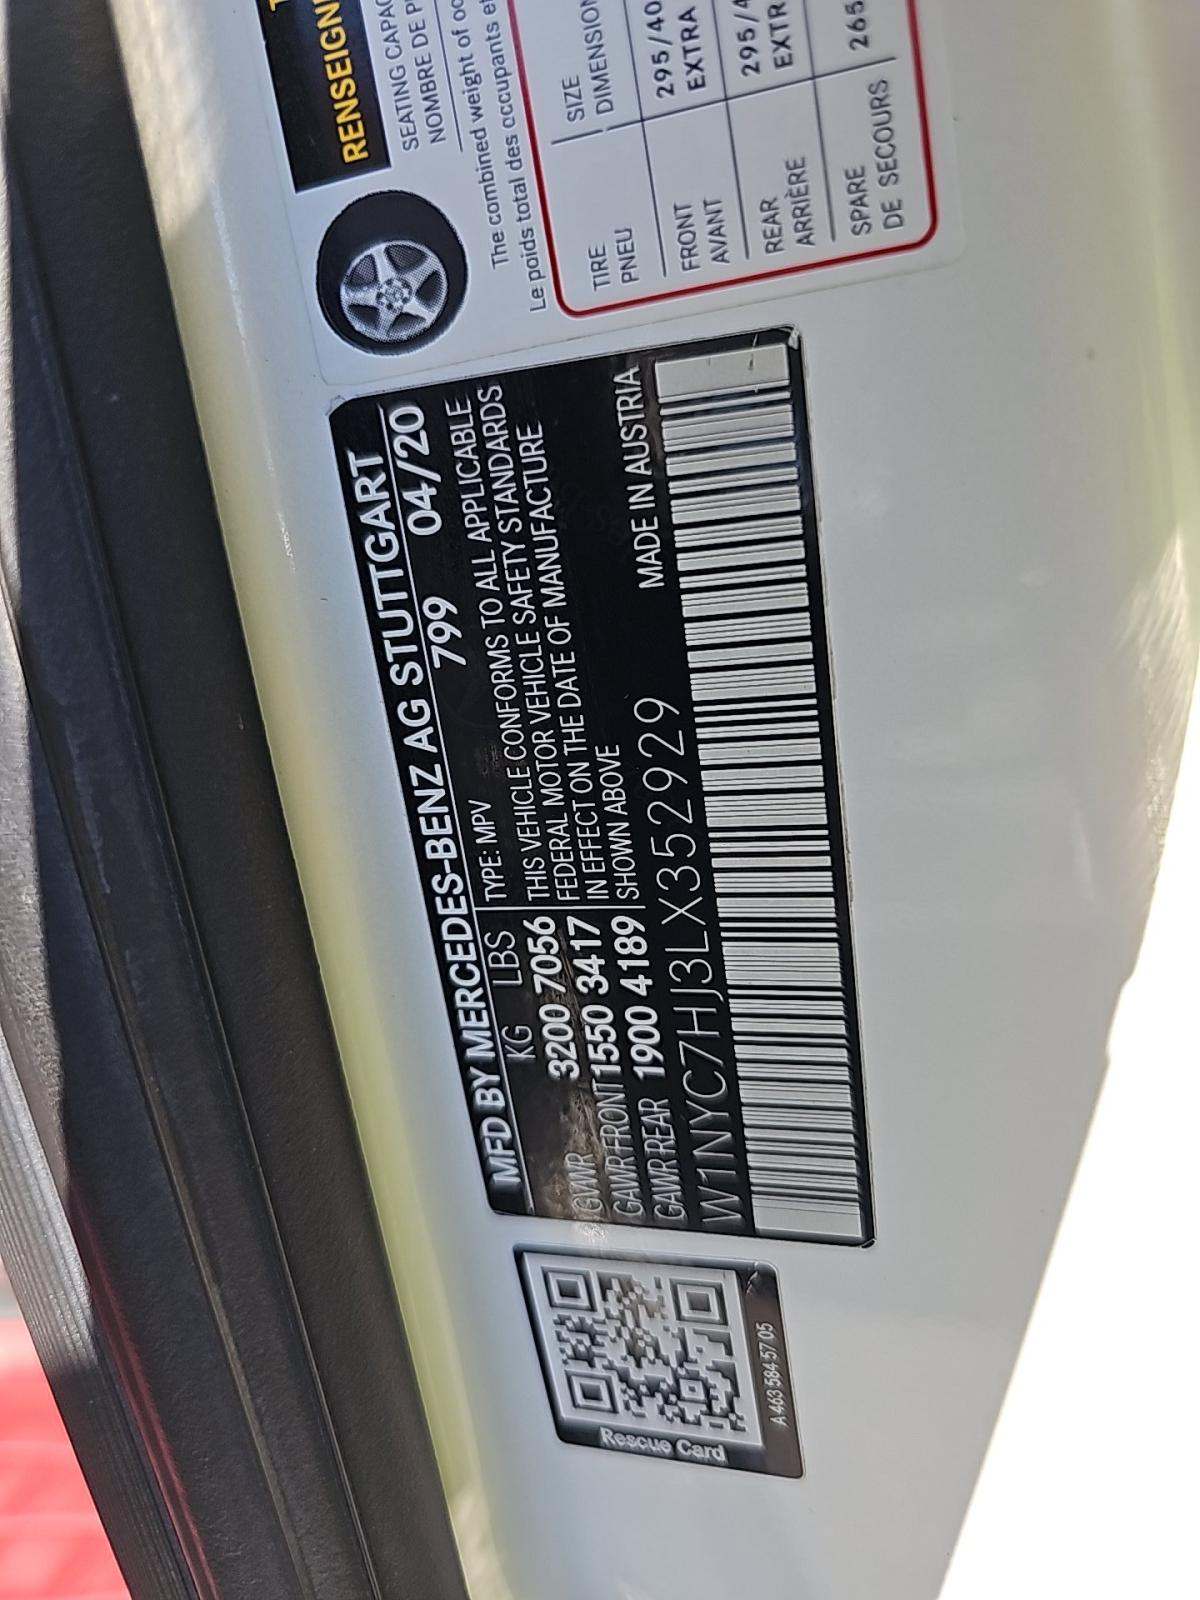 RENSEIGN
SEATING CAPAC
NOMBRE DE P
The combined weight of oc
Le poids total des occupants et
TIRE SIZE
PNEU DIMENSION
FRONT 295/40
AVANT EXTRA
REAR 295/4
ARRIÈRE EXTR
SPARE 265
DE SECOURS
MFD BY MERCEDES-BENZ AG STUTTGART
KG LBS TYPE: MPV 799 04/20
GVWR 3200 7056 THIS VEHICLE CONFORMS TO ALL APPLICABLE
GAWR FRONT 1550 3417 FEDERAL MOTOR VEHICLE SAFETY STANDARDS
GAWR REAR 1900 4189 IN EFFECT ON THE DATE OF MANUFACTURE
SHOWN ABOVE
W1NYC7HJ3LX352929 MADE IN AUSTRIA
Rescue Card
A 463 584 57 05